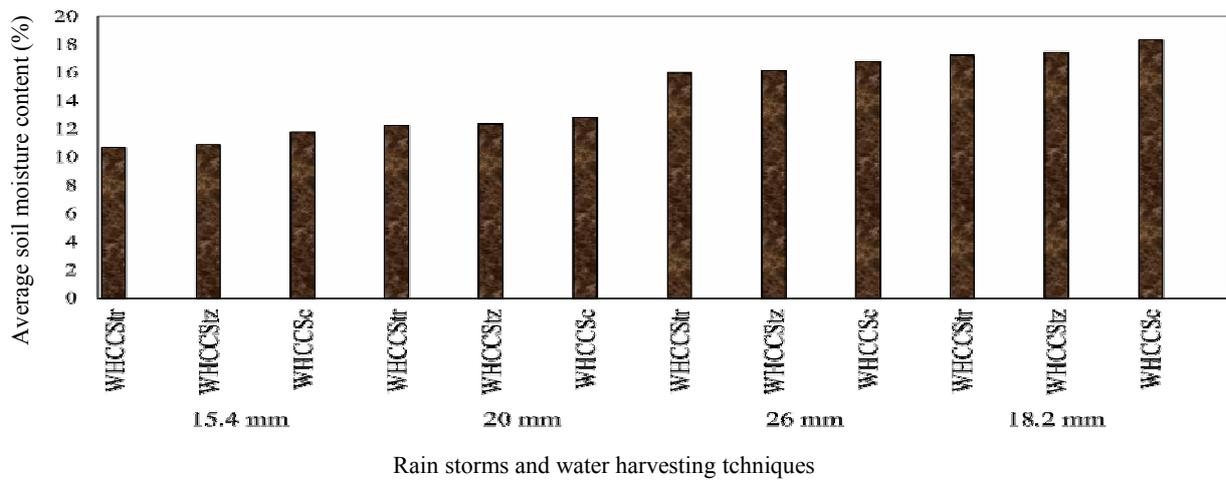 Average soil moisture content (%)
20
18
16
14
12
10
8
6
4
2
0
WHCCStr
WHCCStz
WHCCSc
WHCCStr
WHCCStz
WHCCSc
WHCCStr
WHCCStz
WHCCSc
WHCCStr
WHCCStz
WHCCSc
15.4 mm
20 mm
26 mm
18.2 mm
Rain storms and water harvesting tchniques